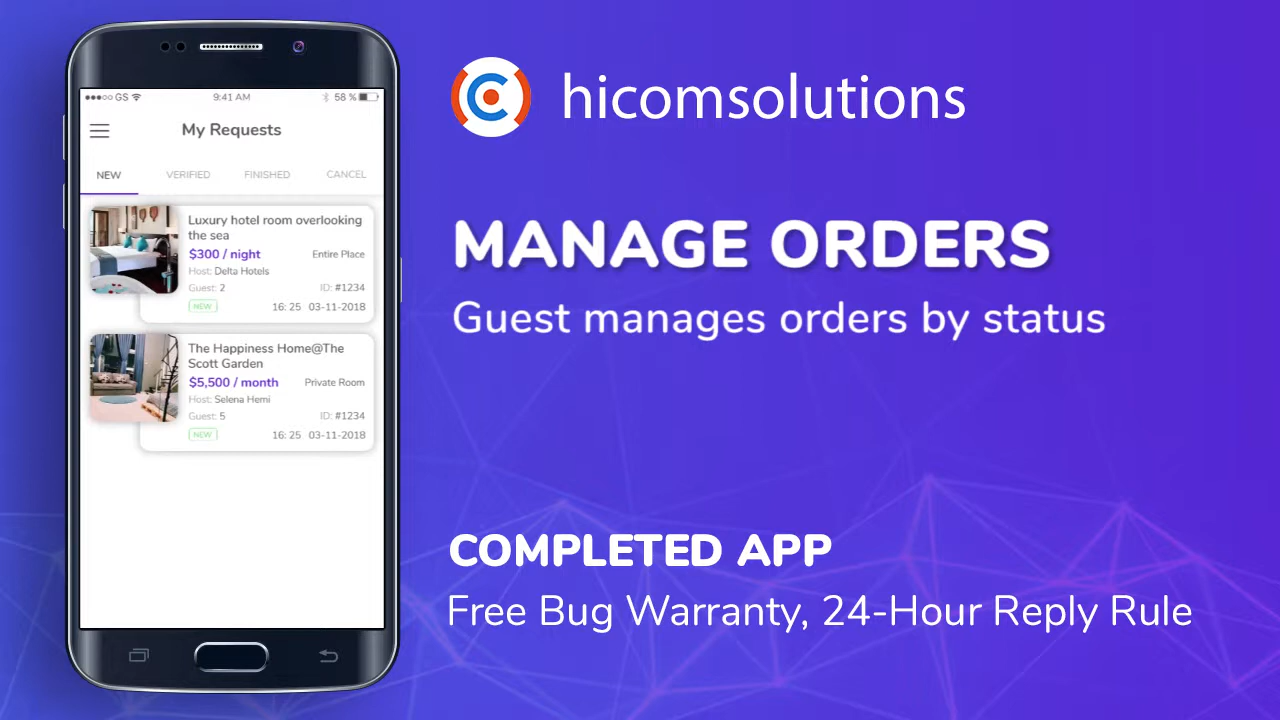 GS
9:41 AM
58 %
My Requests
NEW
VERIFIED
FINISHED
CANCEL
Luxury hotel room overlooking
the sea
$300 / night
Entire Place
Host: Delta Hotels
Guest: 2
ID: #1234
NEW
16: 25 03-11-2018
The Happiness Home@The
Scott Garden
$5,500 / month
Private Room
Host: Selena Hemi
Guest: 5
ID: #1234
NEW
16: 25 03-11-2018
hicomsolutions
MANAGE ORDERS
Guest manages orders by status
COMPLETED APP
Free Bug Warranty, 24-Hour Reply Rule